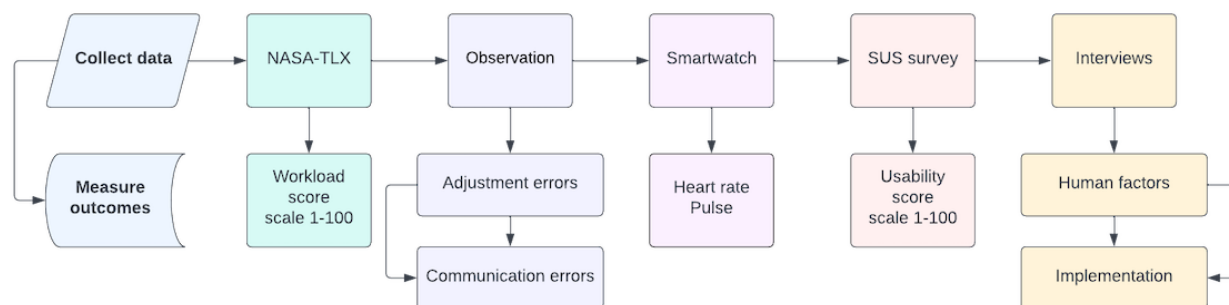 Collect data
NASA-TLX
Observation
Smartwatch
SUS survey
Interviews
Measure
outcomes
Workload
score
scale 1-100
Adjustment errors
Heart rate
Pulse
Usability
score
scale 1-100
Human factors
Communication errors
Implementation